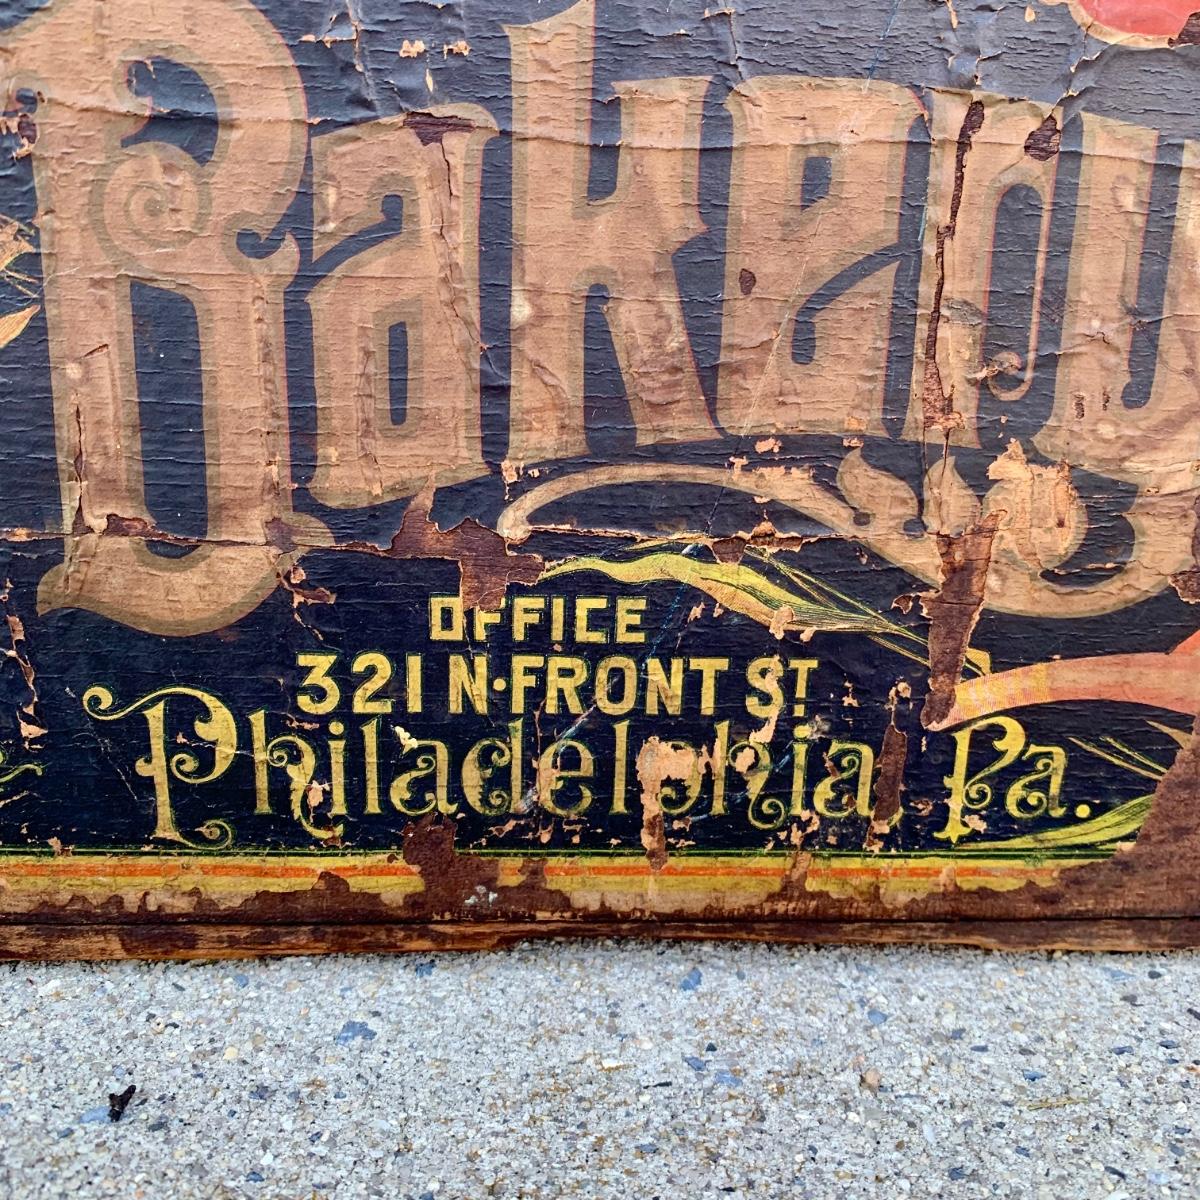 Bakery
OFFICE
321 N. FRONT ST
Philadelphia, Pa.